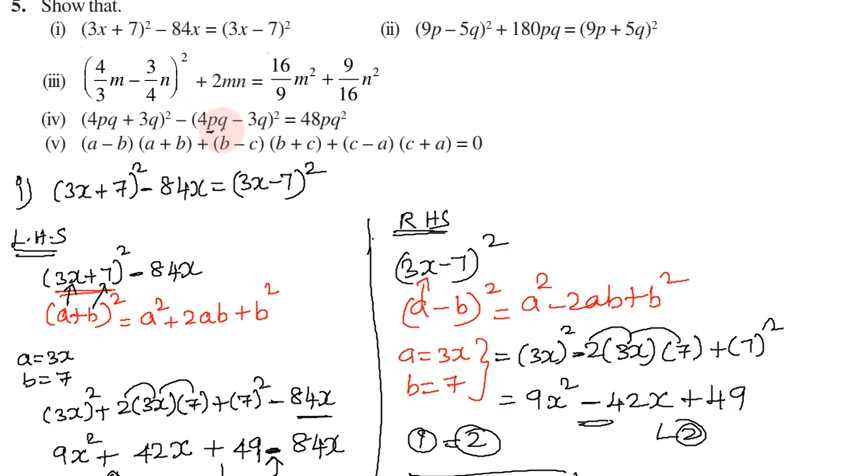 5. Show that.
(i) (3x + 7)² – 84x = (3x – 7)² (ii) (9p – 5q)² + 180pq = (9p + 5q)²
(iii) (4/3 m – 3/4 n)² + 2mn = 16/9 m² + 9/16 n²
(iv) (4pq + 3q)² – (4pq – 3q)² = 48pq²
(v) (a – b) (a + b) + (b – c) (b + c) + (c – a) (c + a) = 0
i) (3x + 7)² - 84x = (3x - 7)²
L.H.S
(3x + 7)² - 84x
(a + b)² = a² + 2ab + b²
a = 3x
b = 7
(3x)² + 2(3x)(7) + (7)² - 84x
9x² + 42x + 49 - 84x
RHS
(3x - 7)²
(a - b)² = a² - 2ab + b²
a = 3x
b = 7
= (3x)² - 2(3x)(7) + (7)²
= 9x² - 42x + 49
② 
① = ②